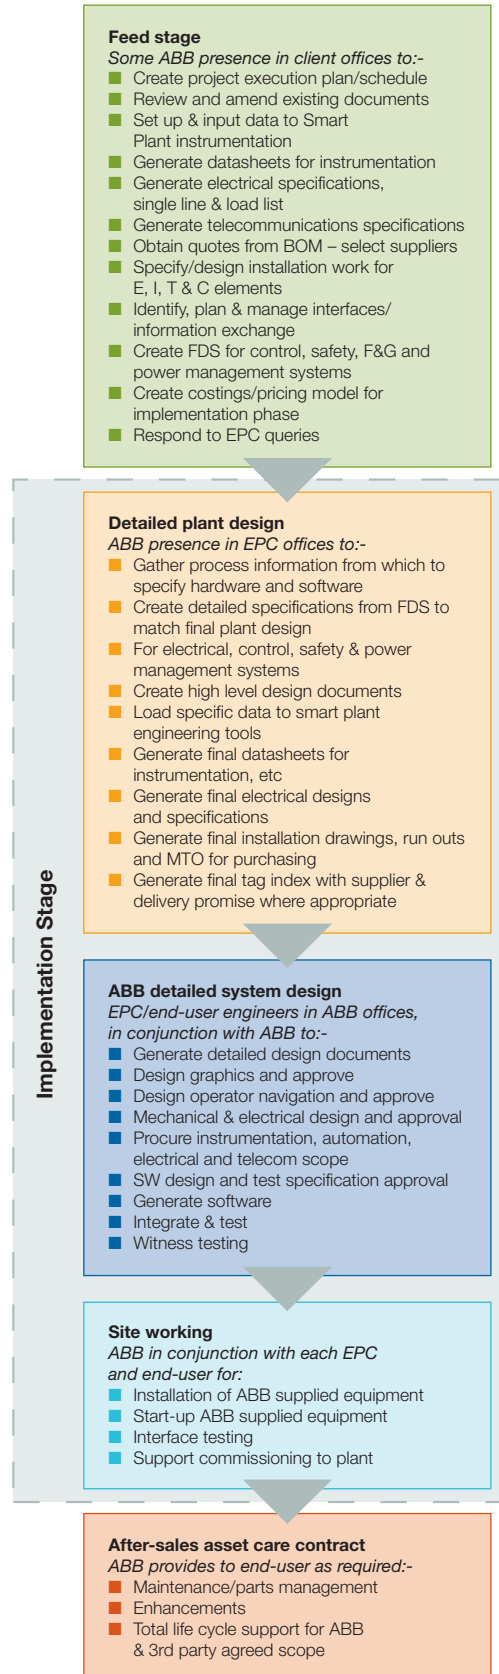 Feed stage
Some ABB presence in client offices to:-
■ Create project execution plan/schedule
■ Review and amend existing documents
■ Set up & input data to Smart
Plant instrumentation
■ Generate datasheets for instrumentation
■ Generate electrical specifications,
single line & load list
■ Generate telecommunications specifications
■ Obtain quotes from BOM – select suppliers
■ Specify/design installation work for
E, I, T & C elements
■ Identify, plan & manage interfaces/
information exchange
■ Create FDS for control, safety, F&G and
power management systems
■ Create costings/pricing model for
implementation phase
■ Respond to EPC queries
Implementation Stage
Detailed plant design
ABB presence in EPC offices to:-
■ Gather process information from which to
specify hardware and software
■ Create detailed specifications from FDS to
match final plant design
■ For electrical, control, safety & power
management systems
■ Create high level design documents
■ Load specific data to smart plant
engineering tools
■ Generate final datasheets for
instrumentation, etc
■ Generate final electrical designs
and specifications
■ Generate final installation drawings, run outs
and MTO for purchasing
■ Generate final tag index with supplier &
delivery promise where appropriate
ABB detailed system design
EPC/end-user engineers in ABB offices,
in conjunction with ABB to:-
■ Generate detailed design documents
■ Design graphics and approve
■ Design operator navigation and approve
■ Mechanical & electrical design and approval
■ Procure instrumentation, automation,
electrical and telecom scope
■ SW design and test specification approval
■ Generate software
■ Integrate & test
■ Witness testing
Site working
ABB in conjunction with each EPC
and end-user for:
■ Installation of ABB supplied equipment
■ Start-up ABB supplied equipment
■ Interface testing
■ Support commissioning to plant
After-sales asset care contract
ABB provides to end-user as required:-
■ Maintenance/parts management
■ Enhancements
■ Total life cycle support for ABB
& 3rd party agreed scope